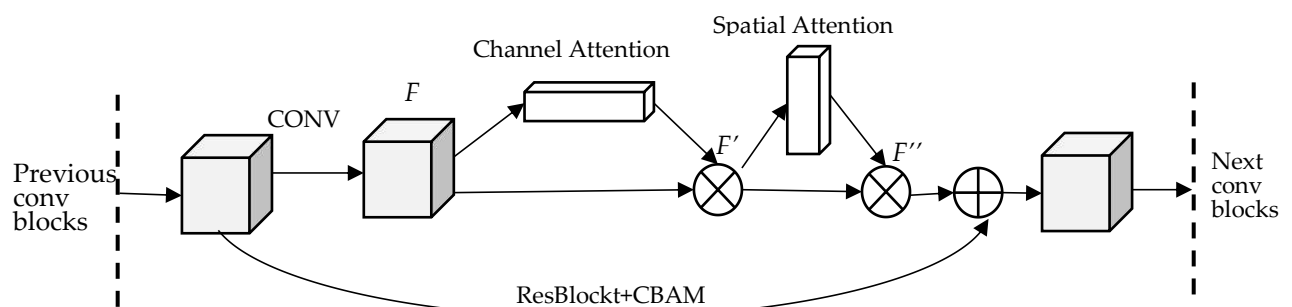 Spatial Attention
Channel Attention
F
CONV
F'
F''
Previous
conv
blocks
Next
conv
blocks
ResBlockt+CBAM